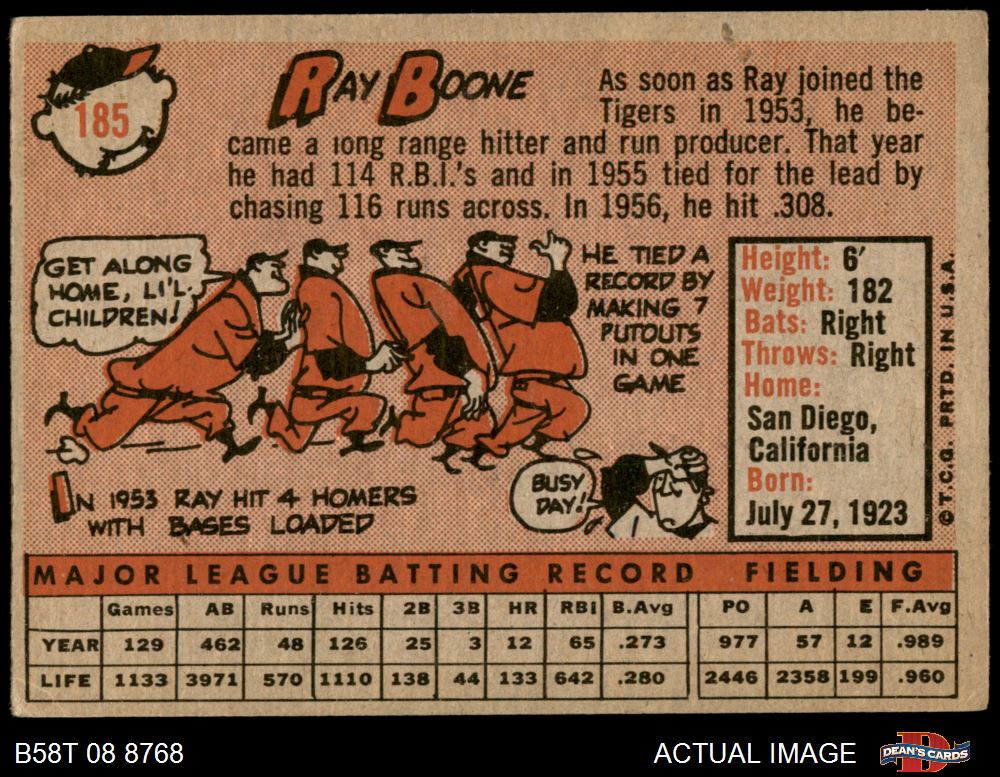 185
RAY BOONE
As soon as Ray joined the
Tigers in 1953, he be-
came a long range hitter and run producer. That year
he had 114 R.B.I.'s and in 1955 tied for the lead by
chasing 116 runs across. In 1956, he hit .308.
GET ALONG
HOME, LI'L
CHILDREN!
HE TIED A
RECORD BY
MAKING 7
PUTOUTS
IN ONE
GAME
IN 1953 RAY HIT 4 HOMERS
WITH BASES LOADED
BUSY
DAY!
Height: 6'
Weight: 182
Bats: Right
Throws: Right
Home:
San Diego,
California
Born:
July 27, 1923
© T.C.G. PRTD. IN U.S.A.
MAJOR LEAGUE BATTING RECORD FIELDING
Games AB Runs Hits 2B 3B HR RBI B.Avg PO A E F.Avg
YEAR 129 462 48 126 25 3 12 65 .273 977 57 12 .989
LIFE 1133 3971 570 1110 138 44 133 642 .280 2446 2358 199 .960
B58T 08 8768
ACTUAL IMAGE
D
DEAN'S CARDS